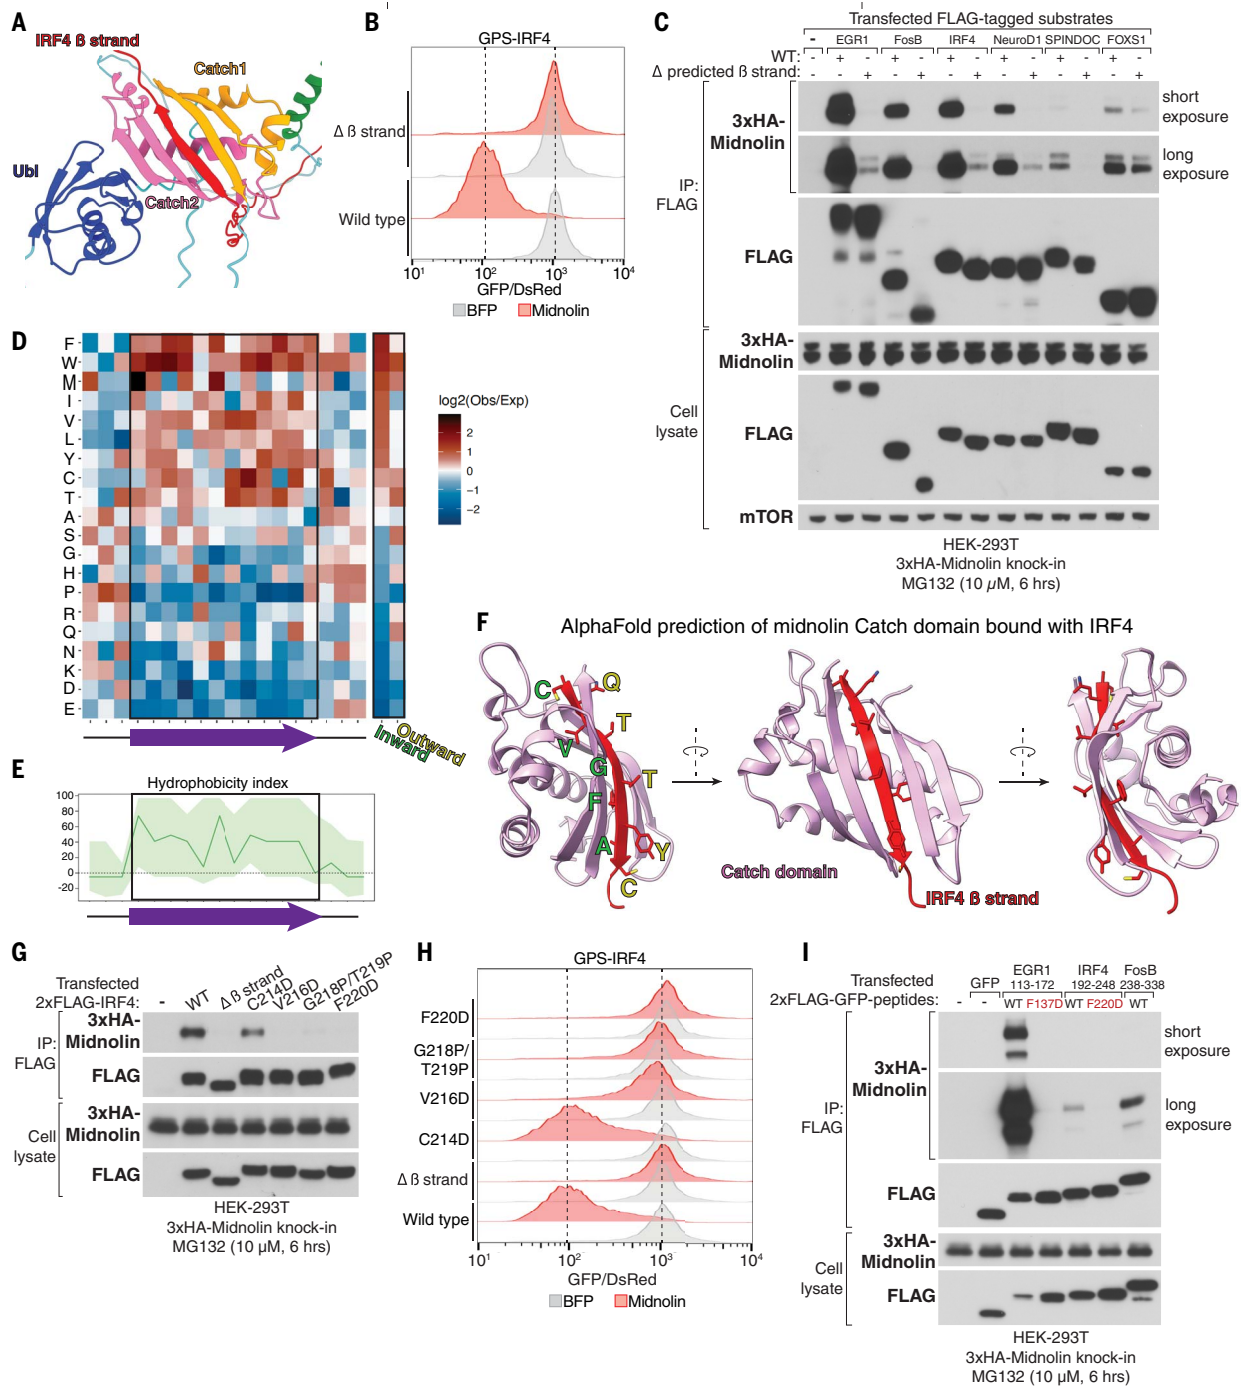 A
IRF4 ß strand
Catch1
Ubl
Catch2
B
GPS-IRF4
Δ ß strand
Wild type
10¹ 10² 10³ 10⁴
GFP/DsRed
BFP Midnolin
C
Transfected FLAG-tagged substrates
- EGR1 FosB IRF4 NeuroD1 SPINDOC FOXS1
WT: - + - + - + - + - + - + -
Δ predicted ß strand: - - + - + - + - + - + - +
IP: FLAG
3xHA-Midnolin
short exposure
long exposure
FLAG
Cell lysate
3xHA-Midnolin
FLAG
mTOR
HEK-293T
3xHA-Midnolin knock-in
MG132 (10 µM, 6 hrs)
D
F
W
M
I
V
L
Y
C
T
A
S
G
H
P
R
Q
N
K
D
E
log2(Obs/Exp)
2
1
0
−1
−2
Inward
Outward
E
Hydrophobicity index
100
80
60
40
20
0
-20
F
AlphaFold prediction of midnolin Catch domain bound with IRF4
C Q
T
V
G
T
F
A
Y
C
Catch domain
IRF4 ß strand
G
Transfected 2xFLAG-IRF4:
- WT Δ ß strand C214D V216D G218P/T219P F220D
IP: FLAG
3xHA-Midnolin
FLAG
Cell lysate
3xHA-Midnolin
FLAG
HEK-293T
3xHA-Midnolin knock-in
MG132 (10 µM, 6 hrs)
H
GPS-IRF4
F220D
G218P/
T219P
V216D
C214D
Δ ß strand
Wild type
10¹ 10² 10³ 10⁴
GFP/DsRed
BFP Midnolin
I
Transfected 2xFLAG-GFP-peptides:
GFP EGR1 113-172 IRF4 192-248 FosB 238-338
- - WT F137D WT F220D WT
IP: FLAG
3xHA-Midnolin
short exposure
long exposure
FLAG
Cell lysate
3xHA-Midnolin
FLAG
HEK-293T
3xHA-Midnolin knock-in
MG132 (10 µM, 6 hrs)